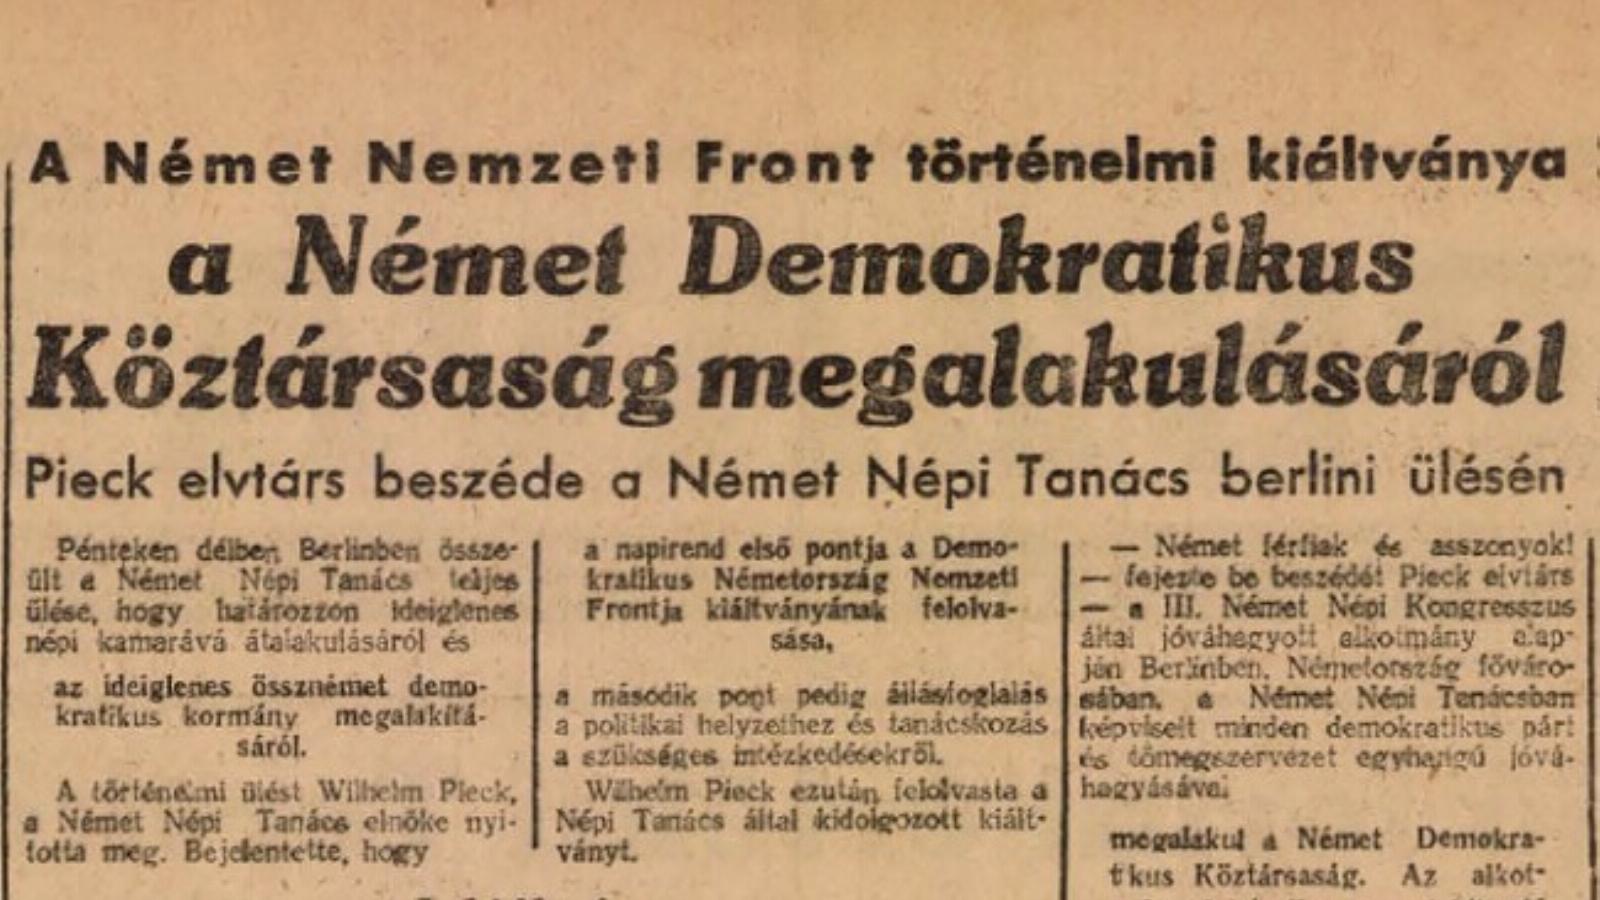 A Német Nemzeti Front történelmi kiáltványa
a Német Demokratikus
Köztársaság megalakulásáról
Pieck elvtárs beszéde a Német Népi Tanács berlini ülésén
Pénteken délben Berlinben össze-
ült a Német Népi Tanács teljes
ülése, hogy határozzon ideiglenes
népi kamarává átalakulásáról és
az ideiglenes össznémet demo-
kratikus kormány megalakítá-
sáról.
A történelmi ülést Wilhelm Pieck,
a Német Népi Tanács elnöke nyi-
totta meg. Bejelentette, hogy
a napirend első pontja a Demo-
kratikus Németország Nemzeti
Frontja kiáltványának felolva-
sása,
a második pont pedig állásfoglalás
a politikai helyzethez és tanácskozás
a szükséges intézkedésekről.
Wilhelm Pieck ezután felolvasta a
Népi Tanács által kidolgozott kiált-
ványt.
— Német férfiak és asszonyok!
— fejezte be beszédét Pieck elvtárs
— a III. Német Népi Kongresszus
által jóváhagyott alkotmány alap-
ján Berlinben, Németország főváro-
sában, a Német Népi Tanácsban
képviselt minden demokratikus párt
és tömegszervezet egyhangú jóvá-
hagyásával
megalakul a Német Demokra-
tikus Köztársaság. Az alkot-